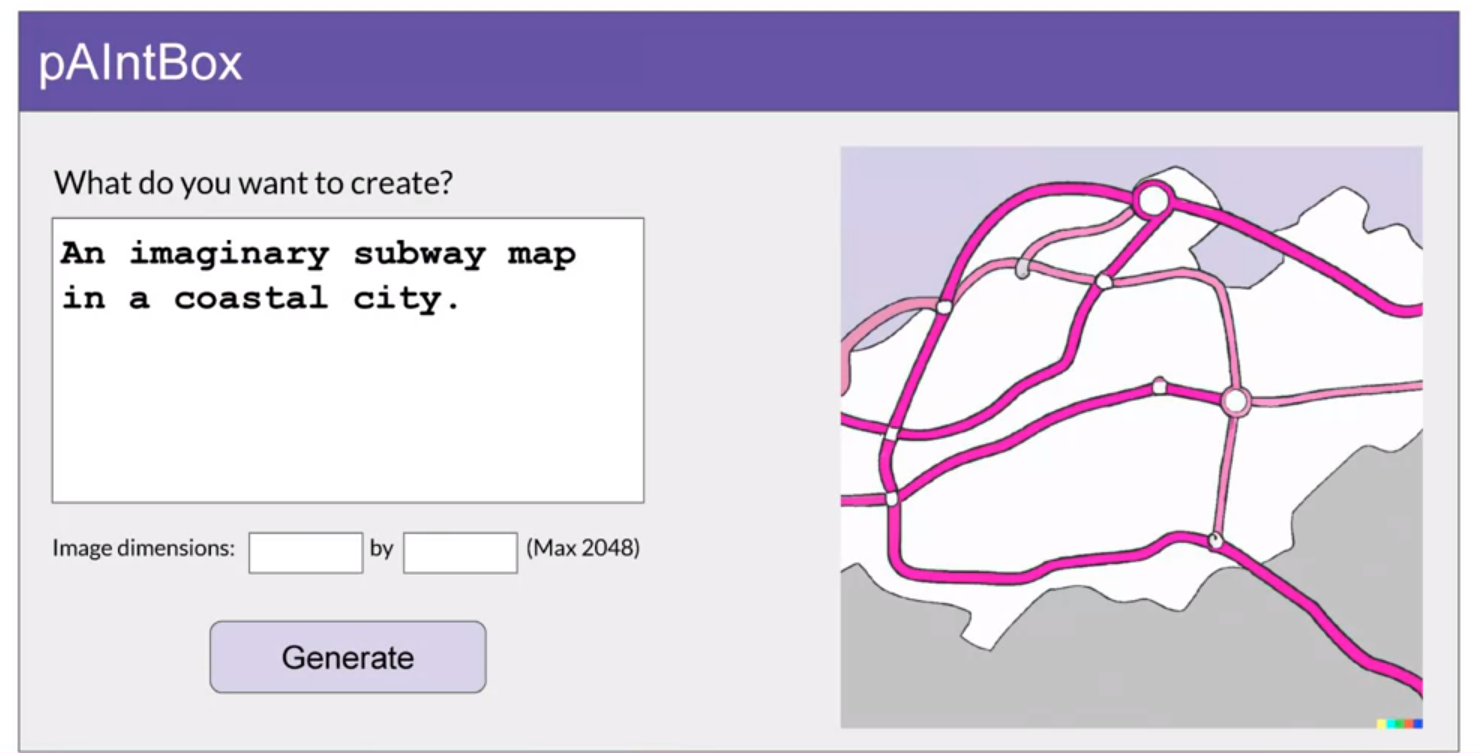 pAIntBox
What do you want to create?
An imaginary subway map
in a coastal city.
Image dimensions: by (Max 2048)
Generate